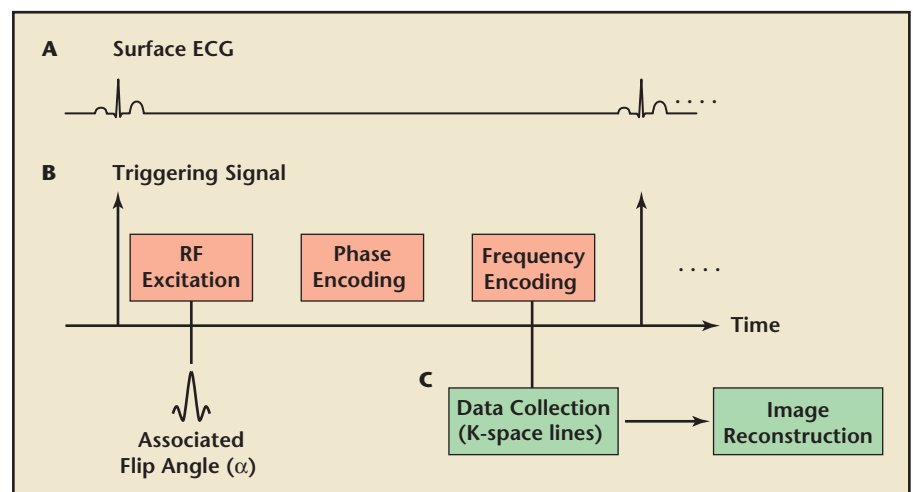 A Surface ECG
. . . .
B Triggering Signal
RF
Excitation
Phase
Encoding
Frequency
Encoding
. . . .
Time
C
Data Collection
(K-space lines)
Image
Reconstruction
Associated
Flip Angle (α)